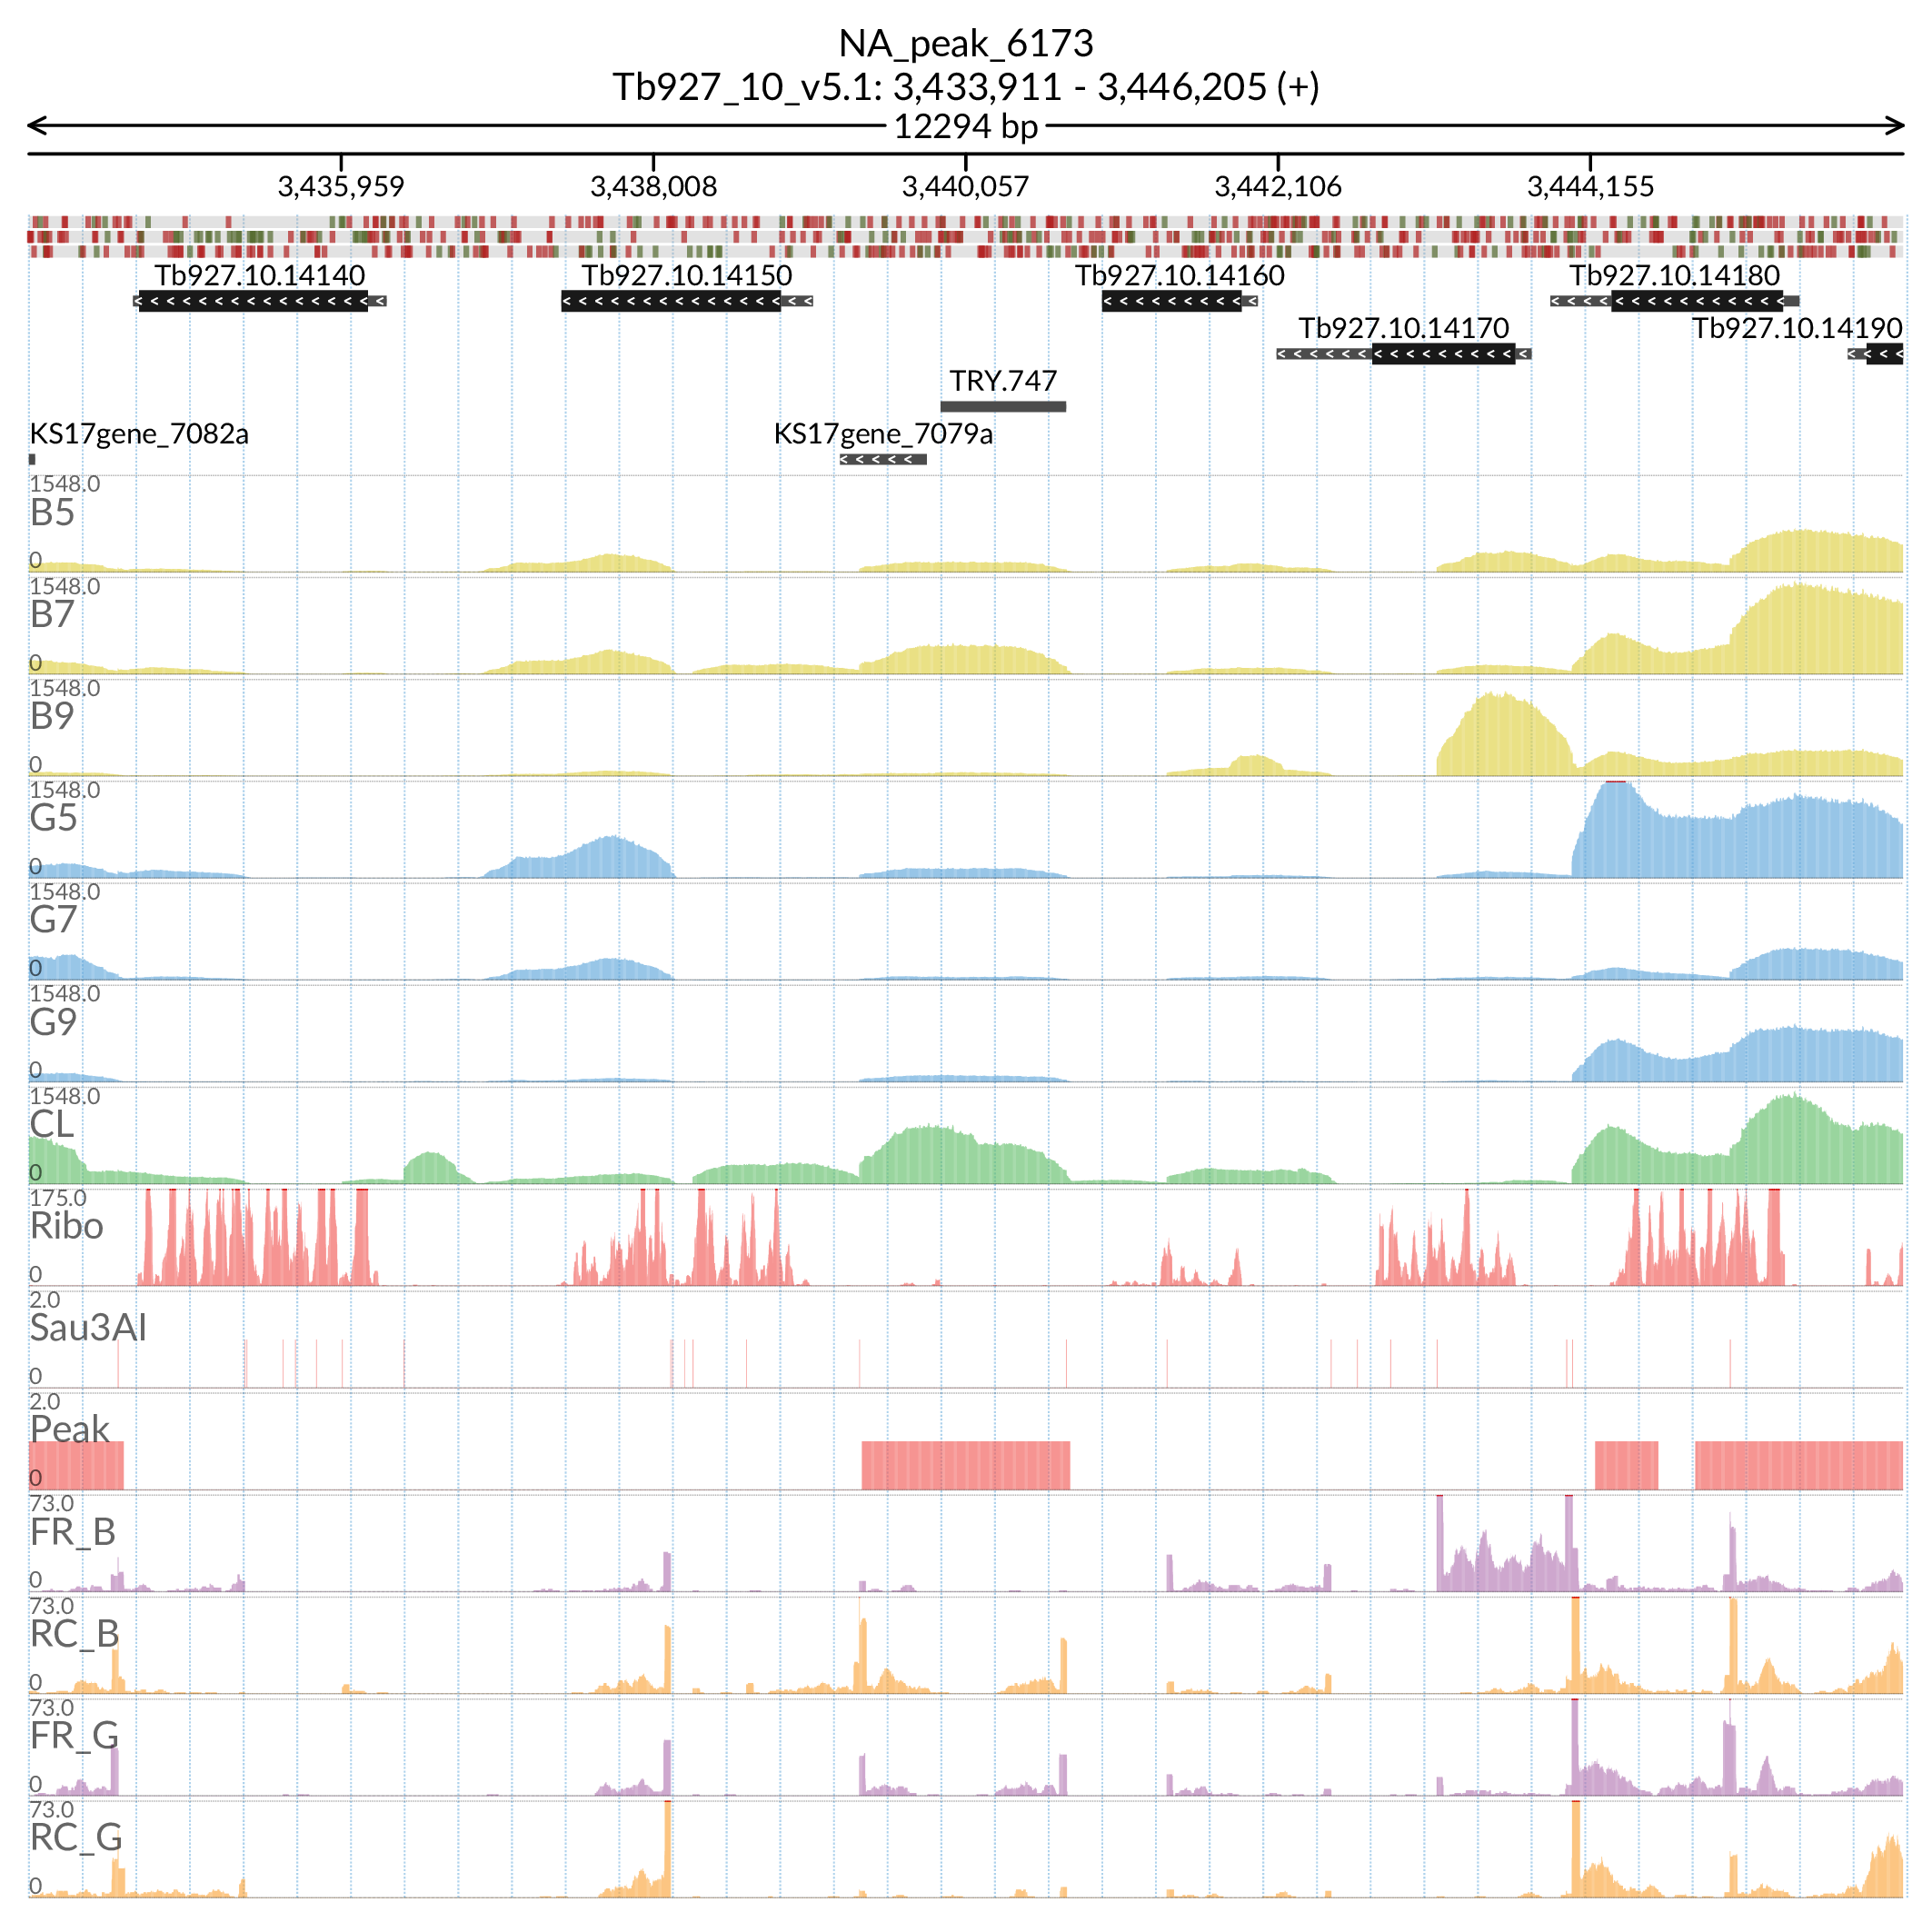 NA_peak_6173
Tb927_10_v5.1: 3,433,911 - 3,446,205 (+)
12294 bp
3,435,959 3,438,008 3,440,057 3,442,106 3,444,155
Tb927.10.14140 Tb927.10.14150 Tb927.10.14160 Tb927.10.14180
Tb927.10.14170 Tb927.10.14190
TRY.747
KS17gene_7082a KS17gene_7079a
1548.0
B5
0
1548.0
B7
0
1548.0
B9
0
1548.0
G5
0
1548.0
G7
0
1548.0
G9
0
1548.0
CL
0
175.0
Ribo
0
2.0
Sau3AI
0
2.0
Peak
0
73.0
FR_B
0
73.0
RC_B
0
73.0
FR_G
0
73.0
RC_G
0